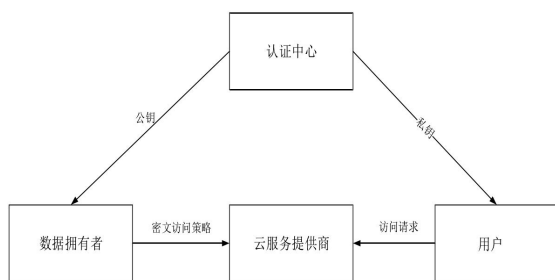 认证中心
公钥
私钥
密文访问策略
访问请求
数据拥有者
云服务提供商
用户